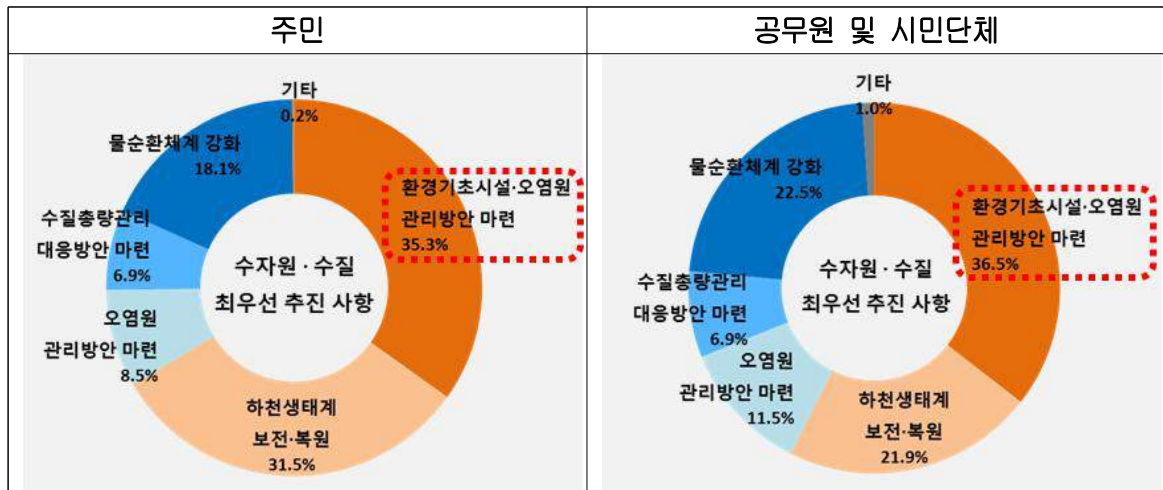 주민
공무원 및 시민단체
기타
0.2%
물순환체계 강화
18.1%
환경기초시설·오염원
관리방안 마련
35.3%
수질총량관리
대응방안 마련
6.9%
수자원 · 수질
최우선 추진 사항
오염원
관리방안 마련
8.5%
하천생태계
보전·복원
31.5%
기타
1.0%
물순환체계 강화
22.5%
환경기초시설·오염원
관리방안 마련
36.5%
수질총량관리
대응방안 마련
6.9%
수자원 · 수질
최우선 추진 사항
오염원
관리방안 마련
11.5%
하천생태계
보전·복원
21.9%